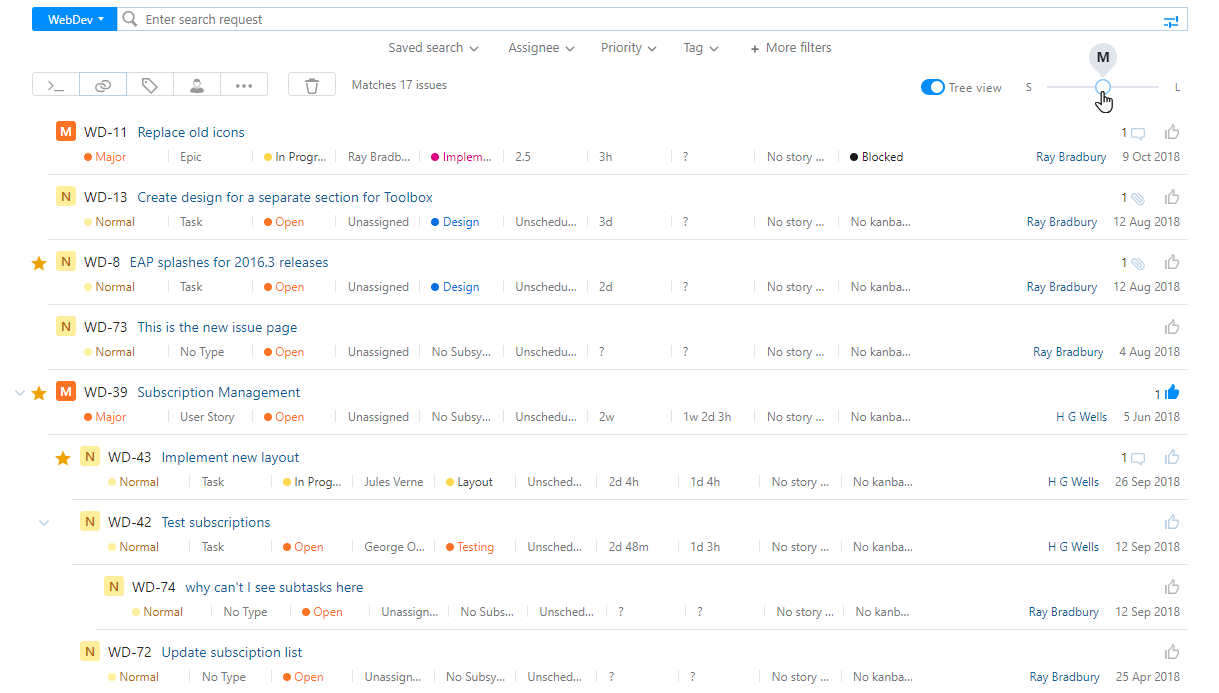 WebDev Enter search request
Saved search Assignee Priority Tag + More filters
M
Matches 17 issues Tree view S L
M WD-11 Replace old icons 1
Major Epic In Progr... Ray Bradb... Implem... 2.5 3h ? No story ... Blocked Ray Bradbury 9 Oct 2018
N WD-13 Create design for a separate section for Toolbox 1
Normal Task Open Unassigned Design Unschedu... 3d ? No story ... No kanba... Ray Bradbury 12 Aug 2018
N WD-8 EAP splashes for 2016.3 releases 1
Normal Task Open Unassigned Design Unschedu... 2d ? No story ... No kanba... Ray Bradbury 12 Aug 2018
N WD-73 This is the new issue page
Normal No Type Open Unassigned No Subsy... Unschedu... ? ? No story ... No kanba... Ray Bradbury 4 Aug 2018
M WD-39 Subscription Management 1
Major User Story Open Unassigned No Subsy... Unschedu... 2w 1w 2d 3h No story ... No kanba... H G Wells 5 Jun 2018
N WD-43 Implement new layout 1
Normal Task In Prog... Jules Verne Layout Unsched... 2d 4h 1d 4h No story ... No kanba... H G Wells 26 Sep 2018
N WD-42 Test subscriptions
Normal Task Open George O... Testing Unsched... 2d 48m 1d 3h No story ... No kanba... H G Wells 12 Sep 2018
N WD-74 why can't I see subtasks here
Normal No Type Open Unassign... No Subs... Unsched... ? ? No story ... No kanb... Ray Bradbury 12 Sep 2018
N WD-72 Update subsciption list
Normal No Type Open Unassign... No Subsy... Unsched... ? ? No story ... No kanba... Ray Bradbury 25 Apr 2018